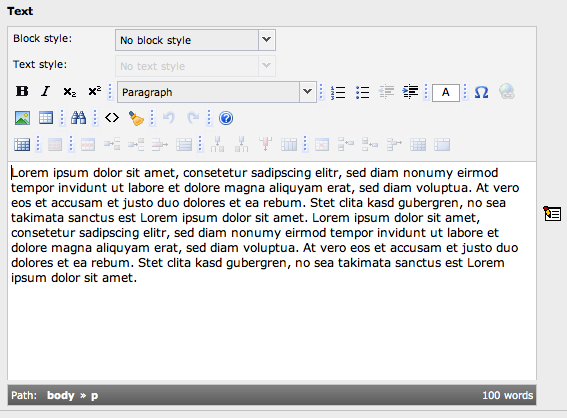 Text
Block style: No block style
Text style: No text style
B I x₂ x² Paragraph A Ω
Lorem ipsum dolor sit amet, consetetur sadipscing elitr, sed diam nonumy eirmod
tempor invidunt ut labore et dolore magna aliquyam erat, sed diam voluptua. At vero
eos et accusam et justo duo dolores et ea rebum. Stet clita kasd gubergren, no sea
takimata sanctus est Lorem ipsum dolor sit amet. Lorem ipsum dolor sit amet,
consetetur sadipscing elitr, sed diam nonumy eirmod tempor invidunt ut labore et
dolore magna aliquyam erat, sed diam voluptua. At vero eos et accusam et justo duo
dolores et ea rebum. Stet clita kasd gubergren, no sea takimata sanctus est Lorem
ipsum dolor sit amet.
Path: body » p 100 words